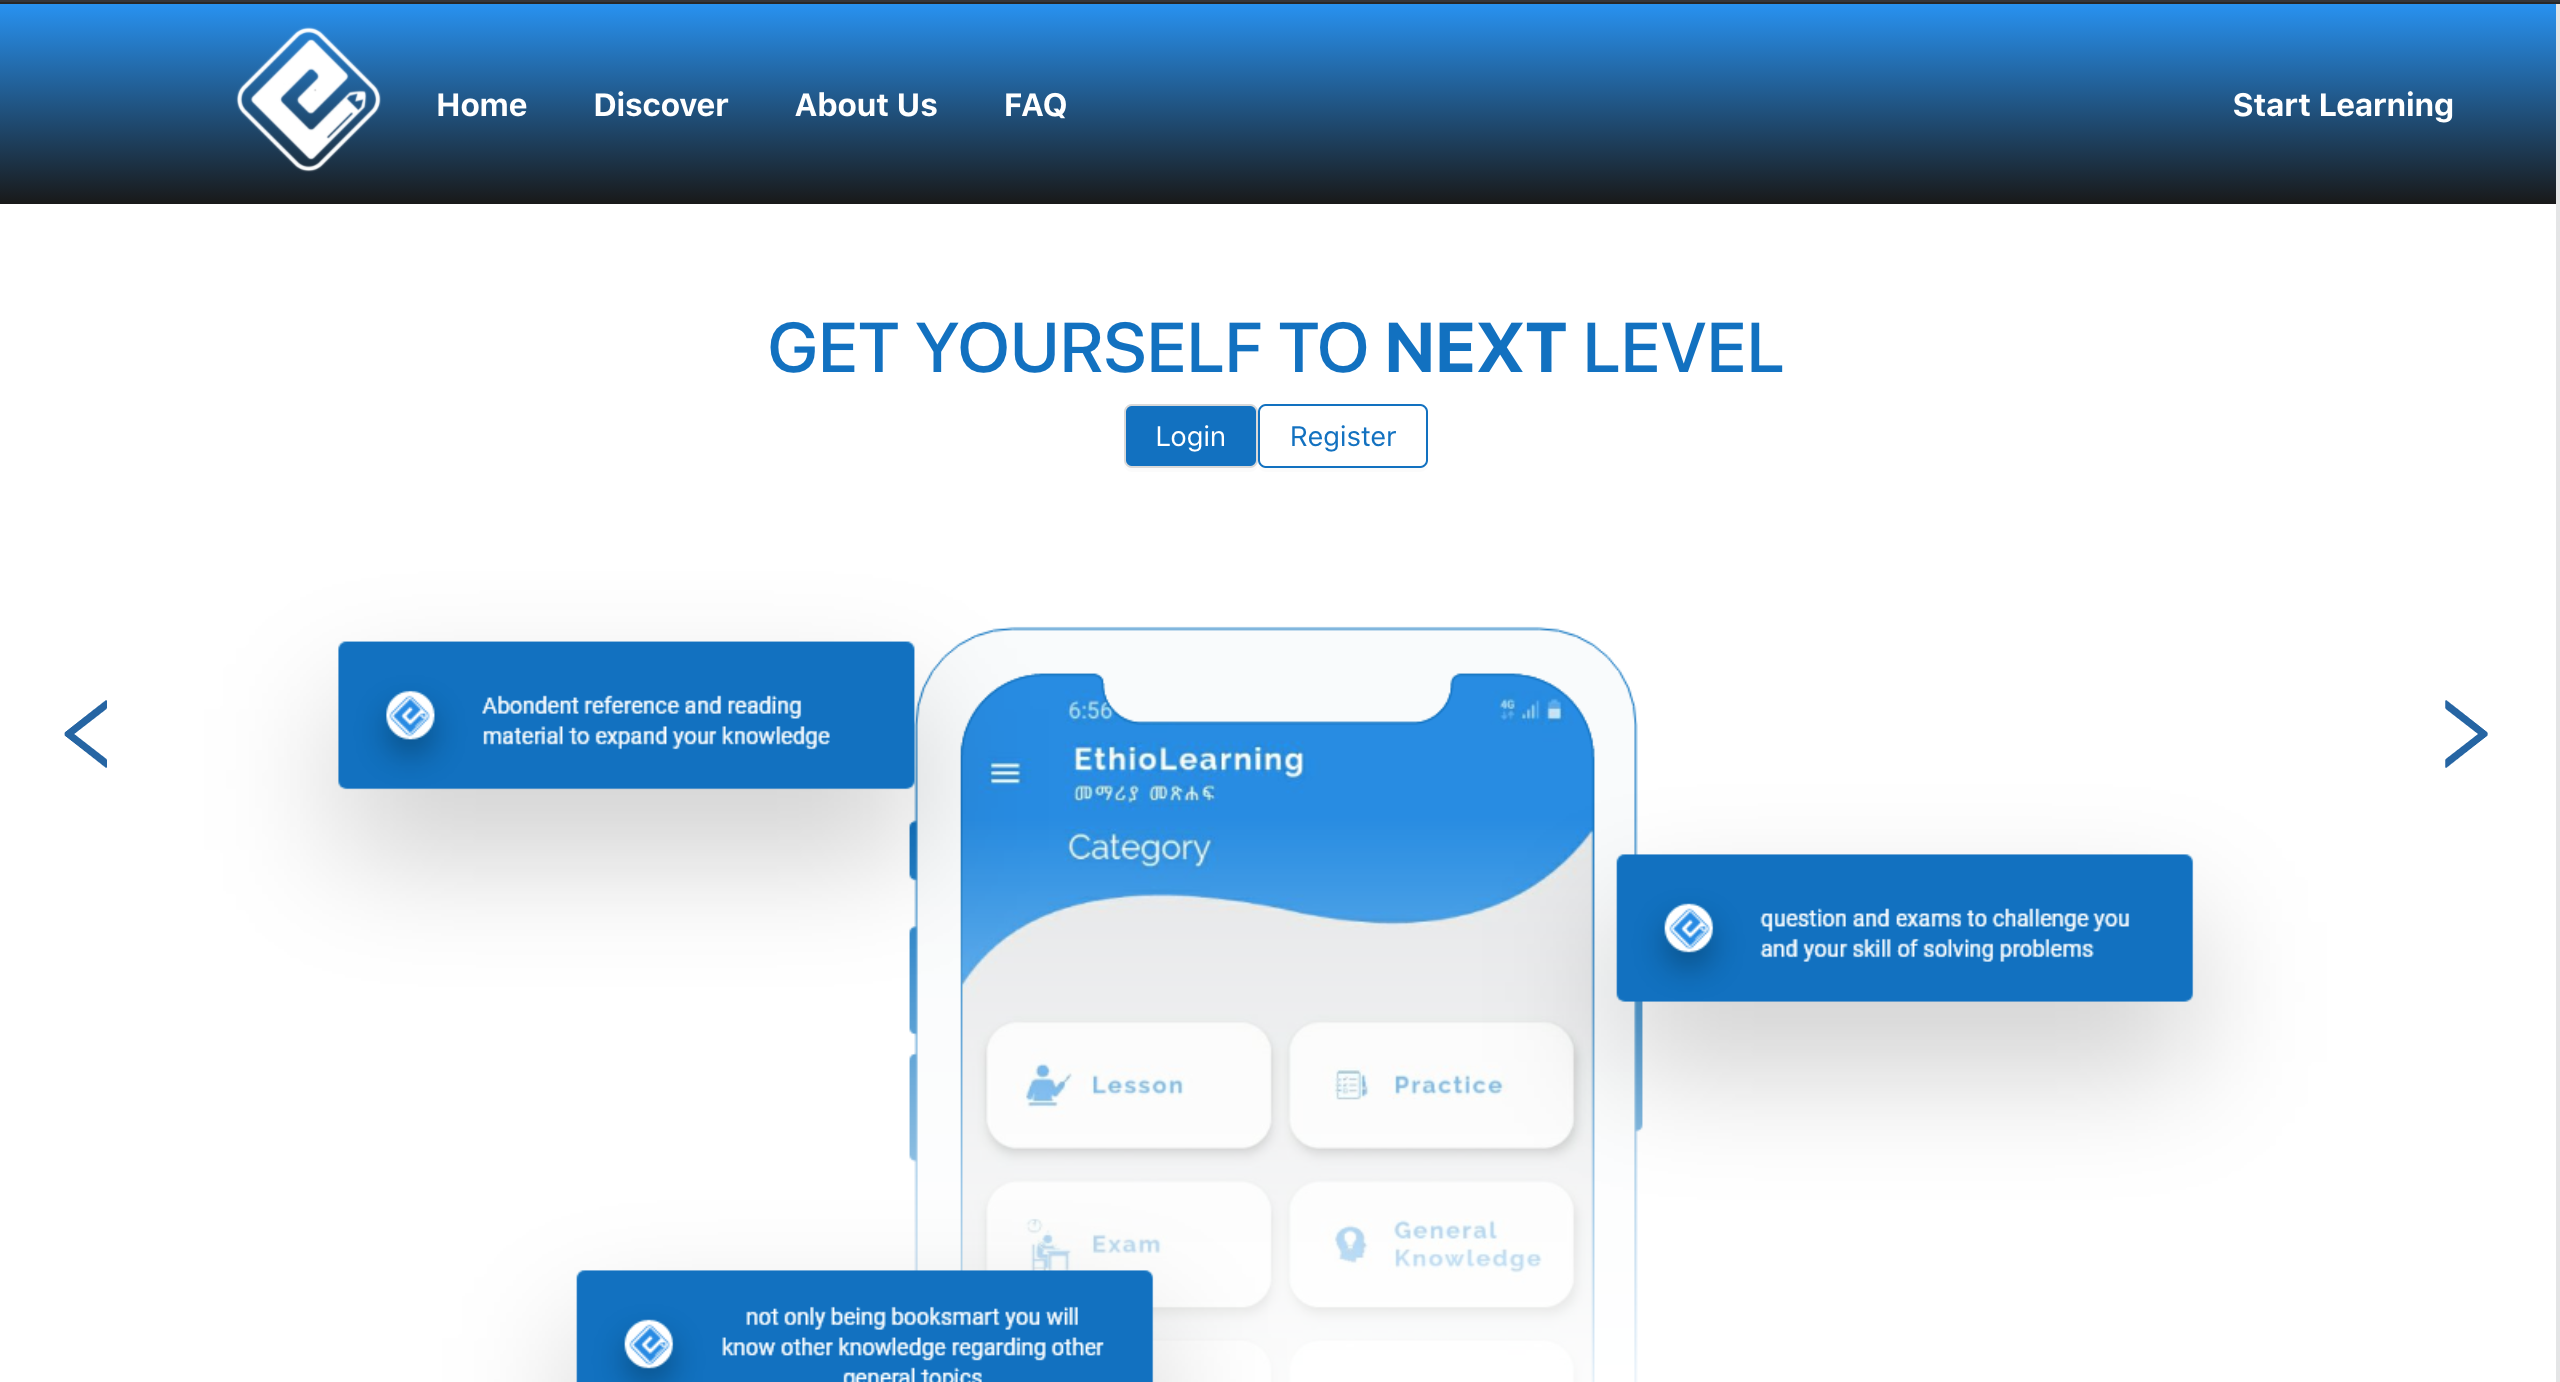 Home Discover About Us FAQ Start Learning
GET YOURSELF TO NEXT LEVEL
Login Register
Abondent reference and reading
material to expand your knowledge
6:56 4G
EthioLearning
መማሪያ መጽሐፍ
Category
question and exams to challenge you
and your skill of solving problems
Lesson Practice
Exam General
Knowledge
not only being booksmart you will
know other knowledge regarding other
general topics